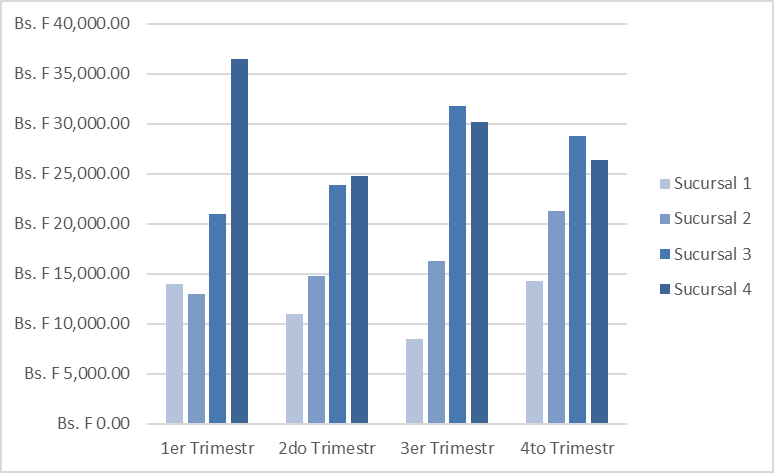 Bs. F 40,000.00
Bs. F 35,000.00
Bs. F 30,000.00
Bs. F 25,000.00
Bs. F 20,000.00
Bs. F 15,000.00
Bs. F 10,000.00
Bs. F 5,000.00
Bs. F 0.00
1er Trimestr
2do Trimestr
3er Trimestr
4to Trimestr
Sucursal 1
Sucursal 2
Sucursal 3
Sucursal 4